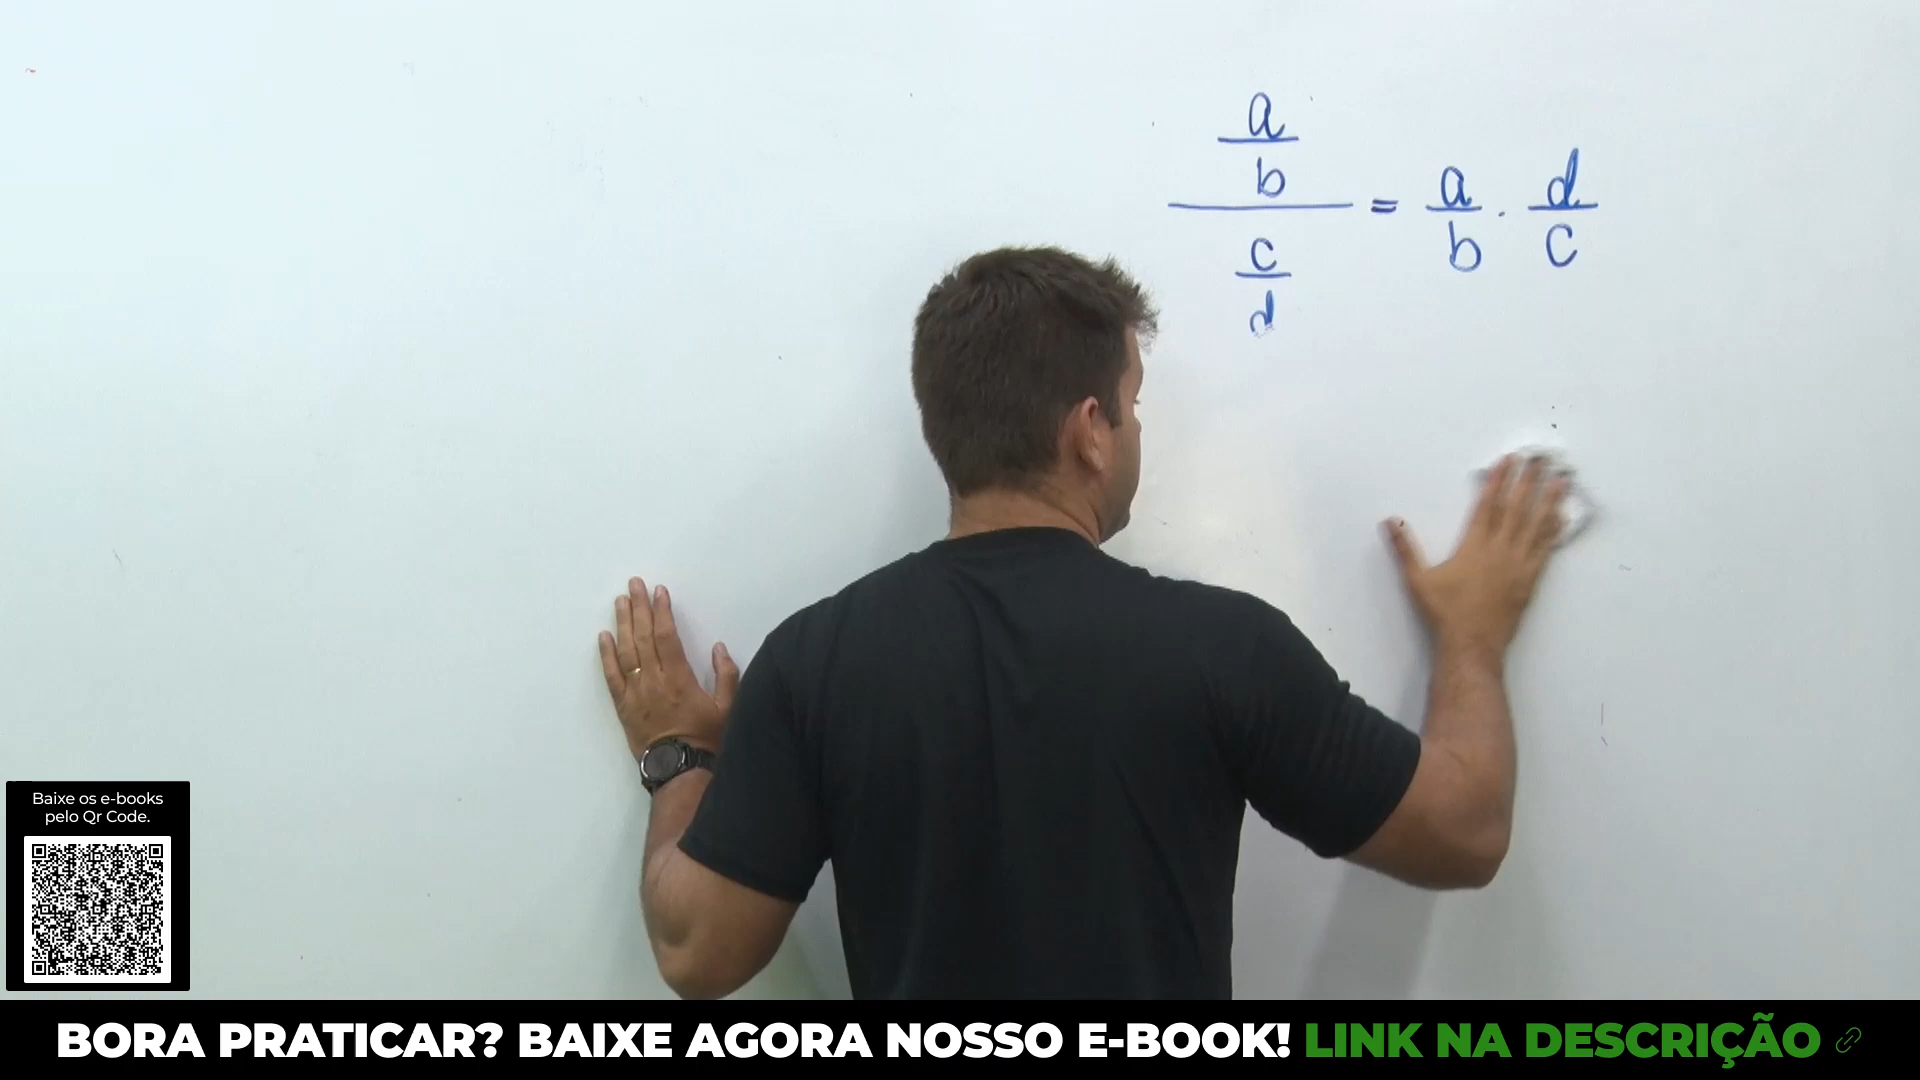 a
b
c
d
= a/b . d/c
Baixe os e-books
pelo Qr Code.
BORA PRATICAR? BAIXE AGORA NOSSO E-BOOK! LINK NA DESCRIÇÃO